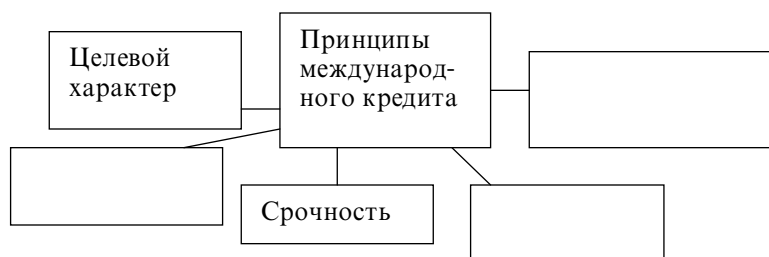 Целевой
характер
Принципы
международ-
ного кредита
Срочность